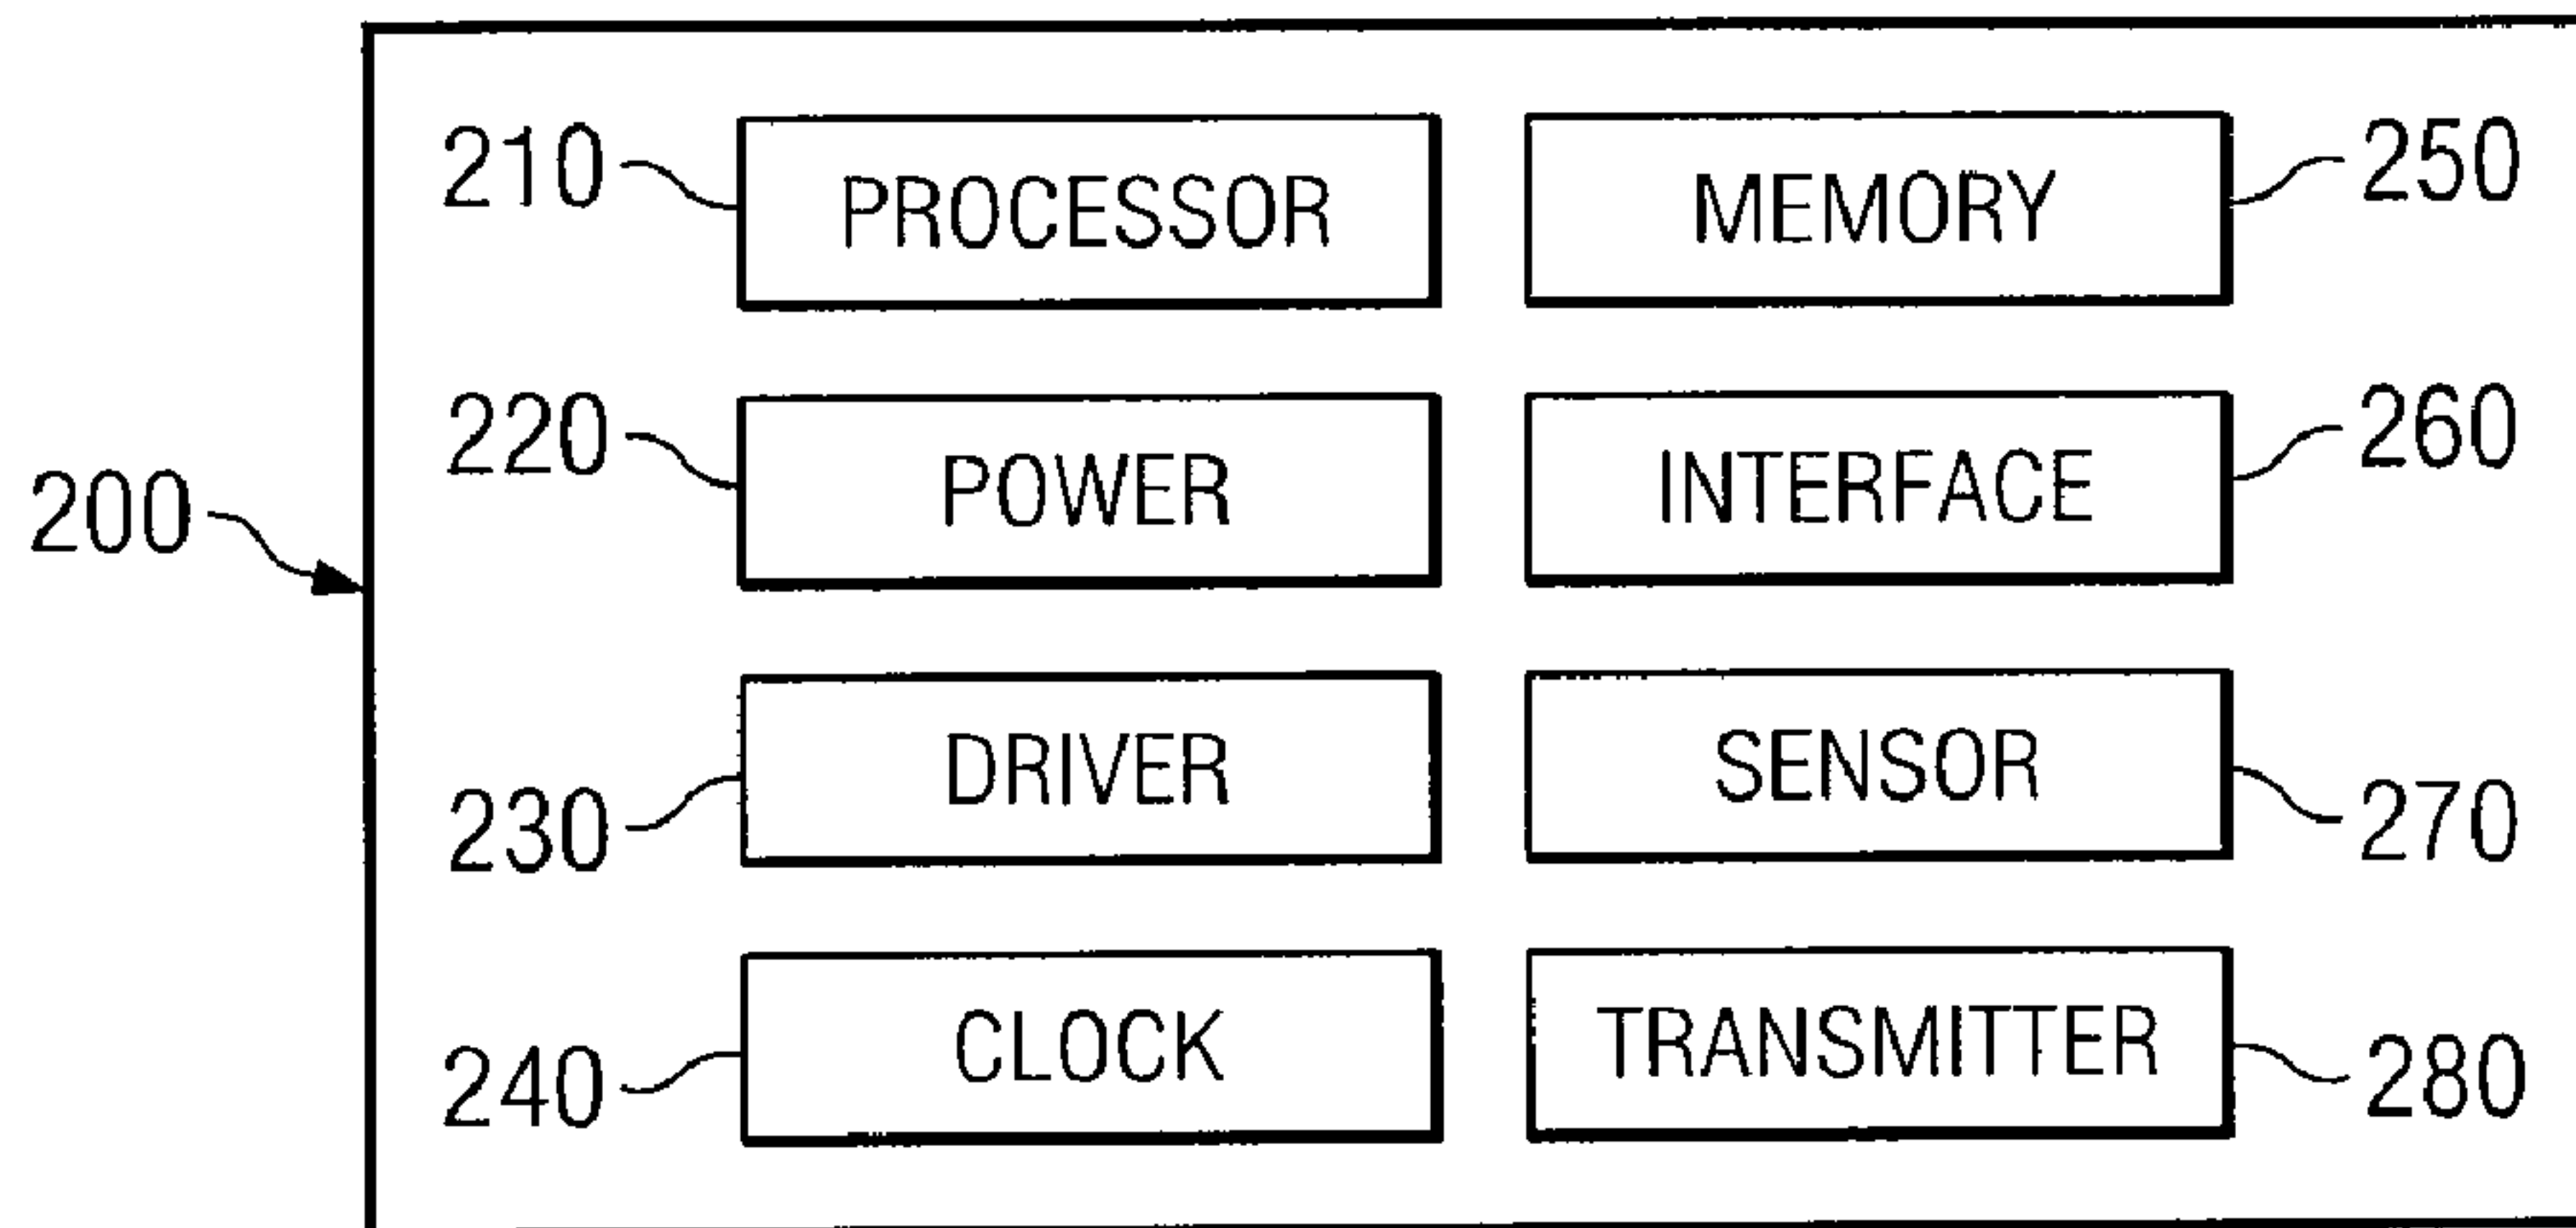 210 PROCESSOR MEMORY 250
220 POWER INTERFACE 260
200
230 DRIVER SENSOR 270
240 CLOCK TRANSMITTER 280